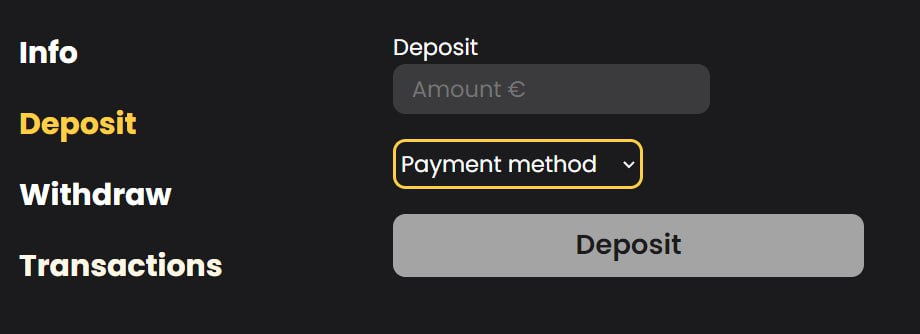 Info
Deposit
Withdraw
Transactions
Deposit
Amount €
Payment method
Deposit